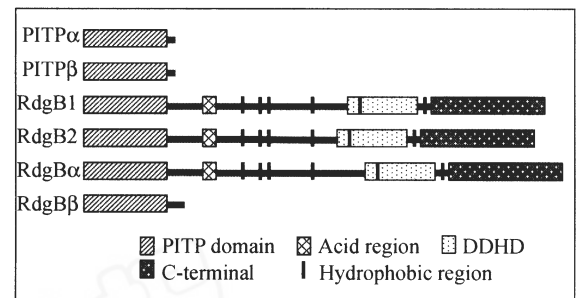 PITPα
PITPβ
RdgB1
RdgB2
RdgBα
RdgBβ
PITP domain Acid region DDHD
C-terminal Hydrophobic region